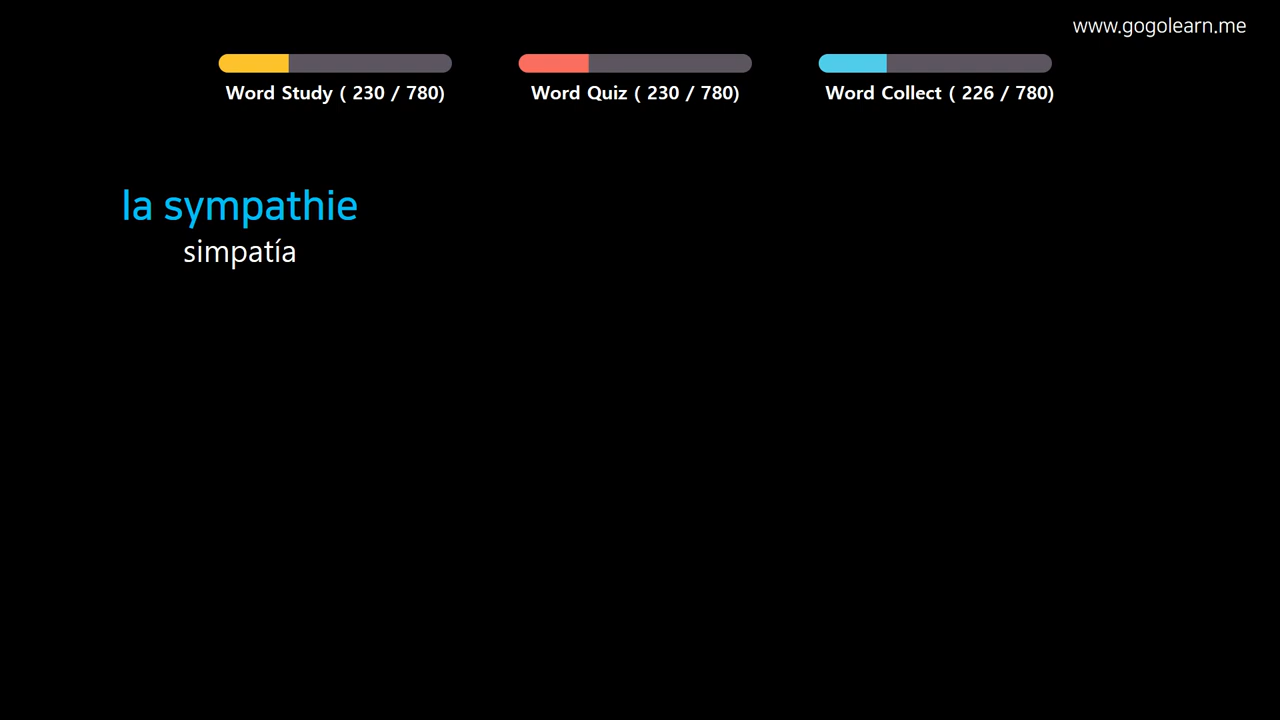 www.gogolearn.me
Word Study ( 230 / 780)
Word Quiz ( 230 / 780)
Word Collect ( 226 / 780)
la sympathie
simpatía